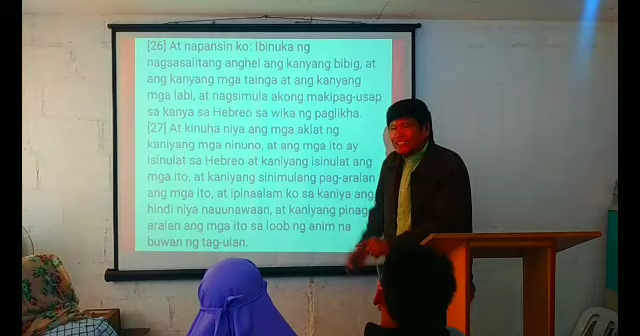 [26] At napansin ko: Ibinuka ng
nagsasalitang anghel ang kanyang bibig, at
ang kanyang mga tainga at ang kanyang
mga labi, at nagsimula akong makipag-usap
sa kanya sa Hebreo sa wika ng paglikha.
[27] At kinuha niya ang mga aklat ng
kaniyang mga ninuno, at ang mga ito ay
isinulat sa Hebreo at kaniyang isinulat ang
mga ito, at kaniyang sinimulang pag-aralan
ang mga ito, at ipinaalam ko sa kaniya ang
hindi niya nauunawaan, at kaniyang pinag
aralan ang mga ito sa loob ng anim na
buwan ng tag-ulan.